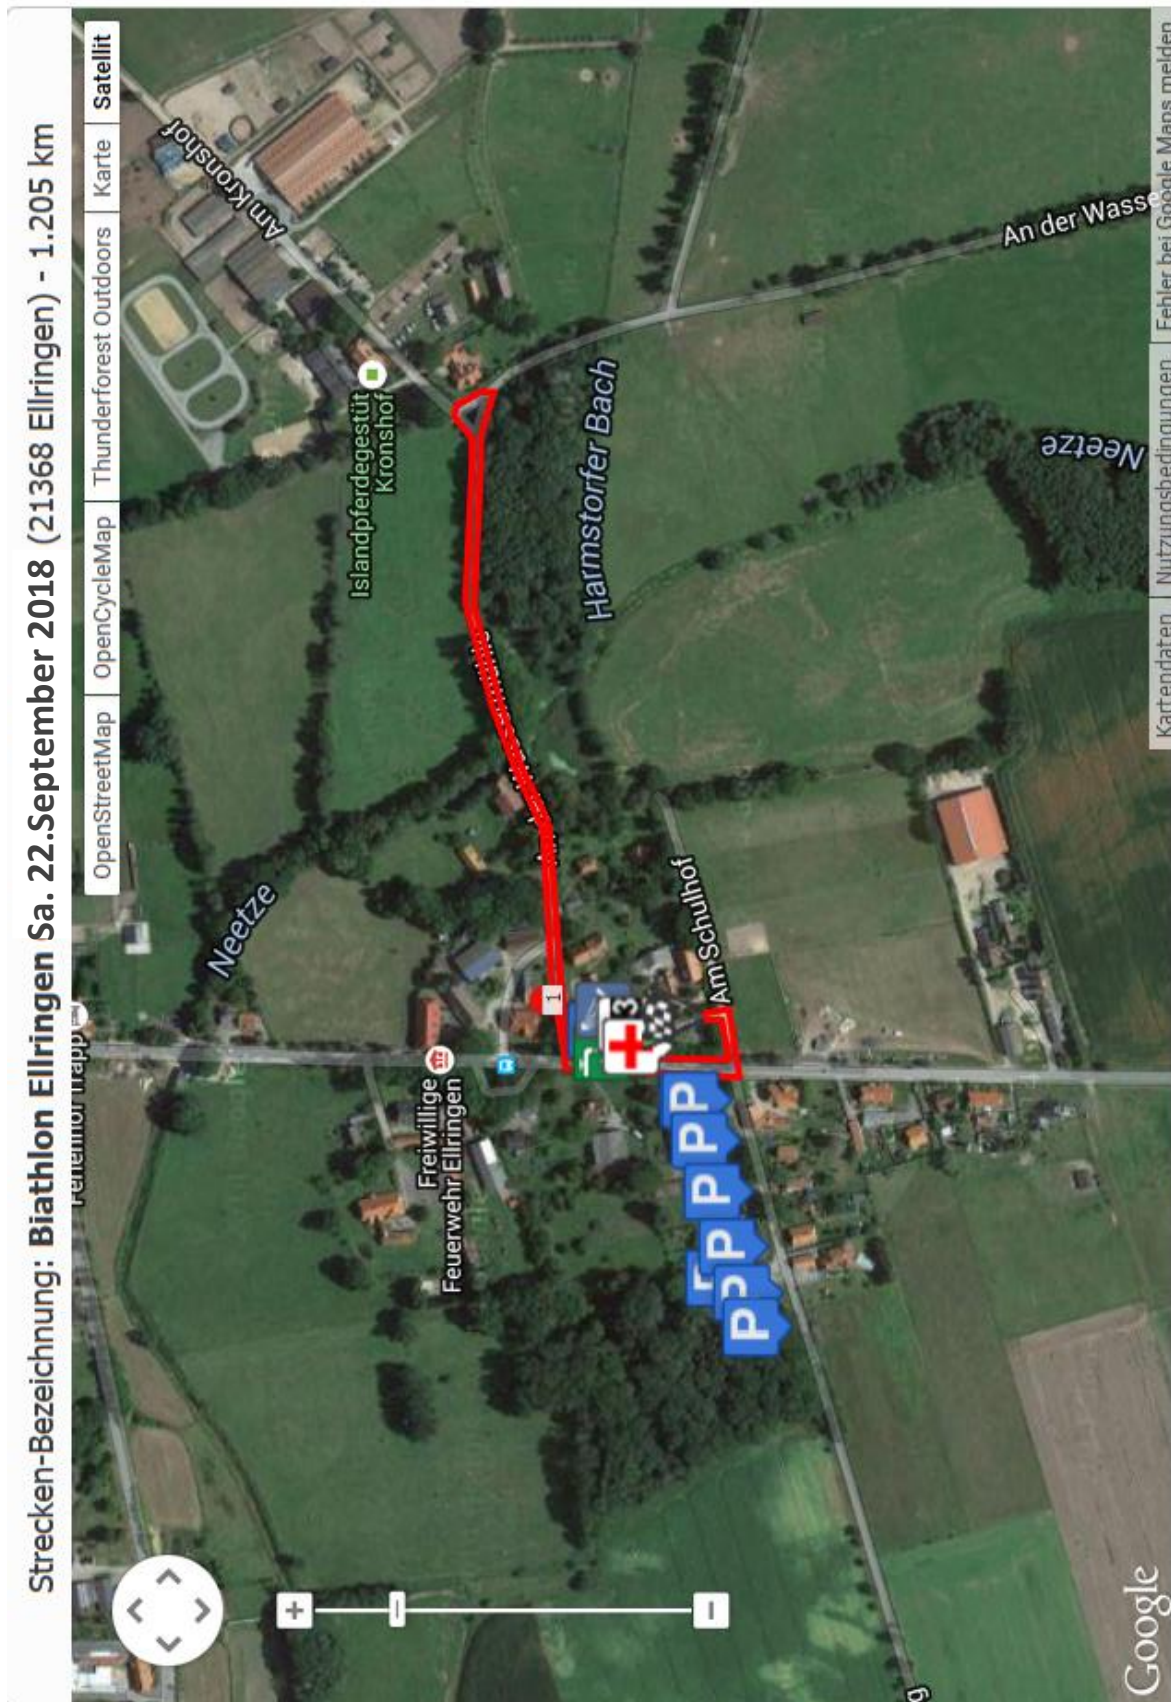 Strecken-Bezeichnung: Biathlon Ellringen Sa. 22.September 2018 (21368 Ellringen) - 1.205 km
OpenStreetMap OpenCycleMap Thunderforest Outdoors Karte Satellit
Neetze
Am Kronshof
Islandpferdegestüt
Kronshof
Freiwillige
Feuerwehr Ellringen
1
3
Harmstorfer Bach
Am Schulhof
P
P
P
P
P
P
An der Wasse
Neetze
Google
Kartendaten Nutzungsbedingungen Fehler bei Google Maps melden